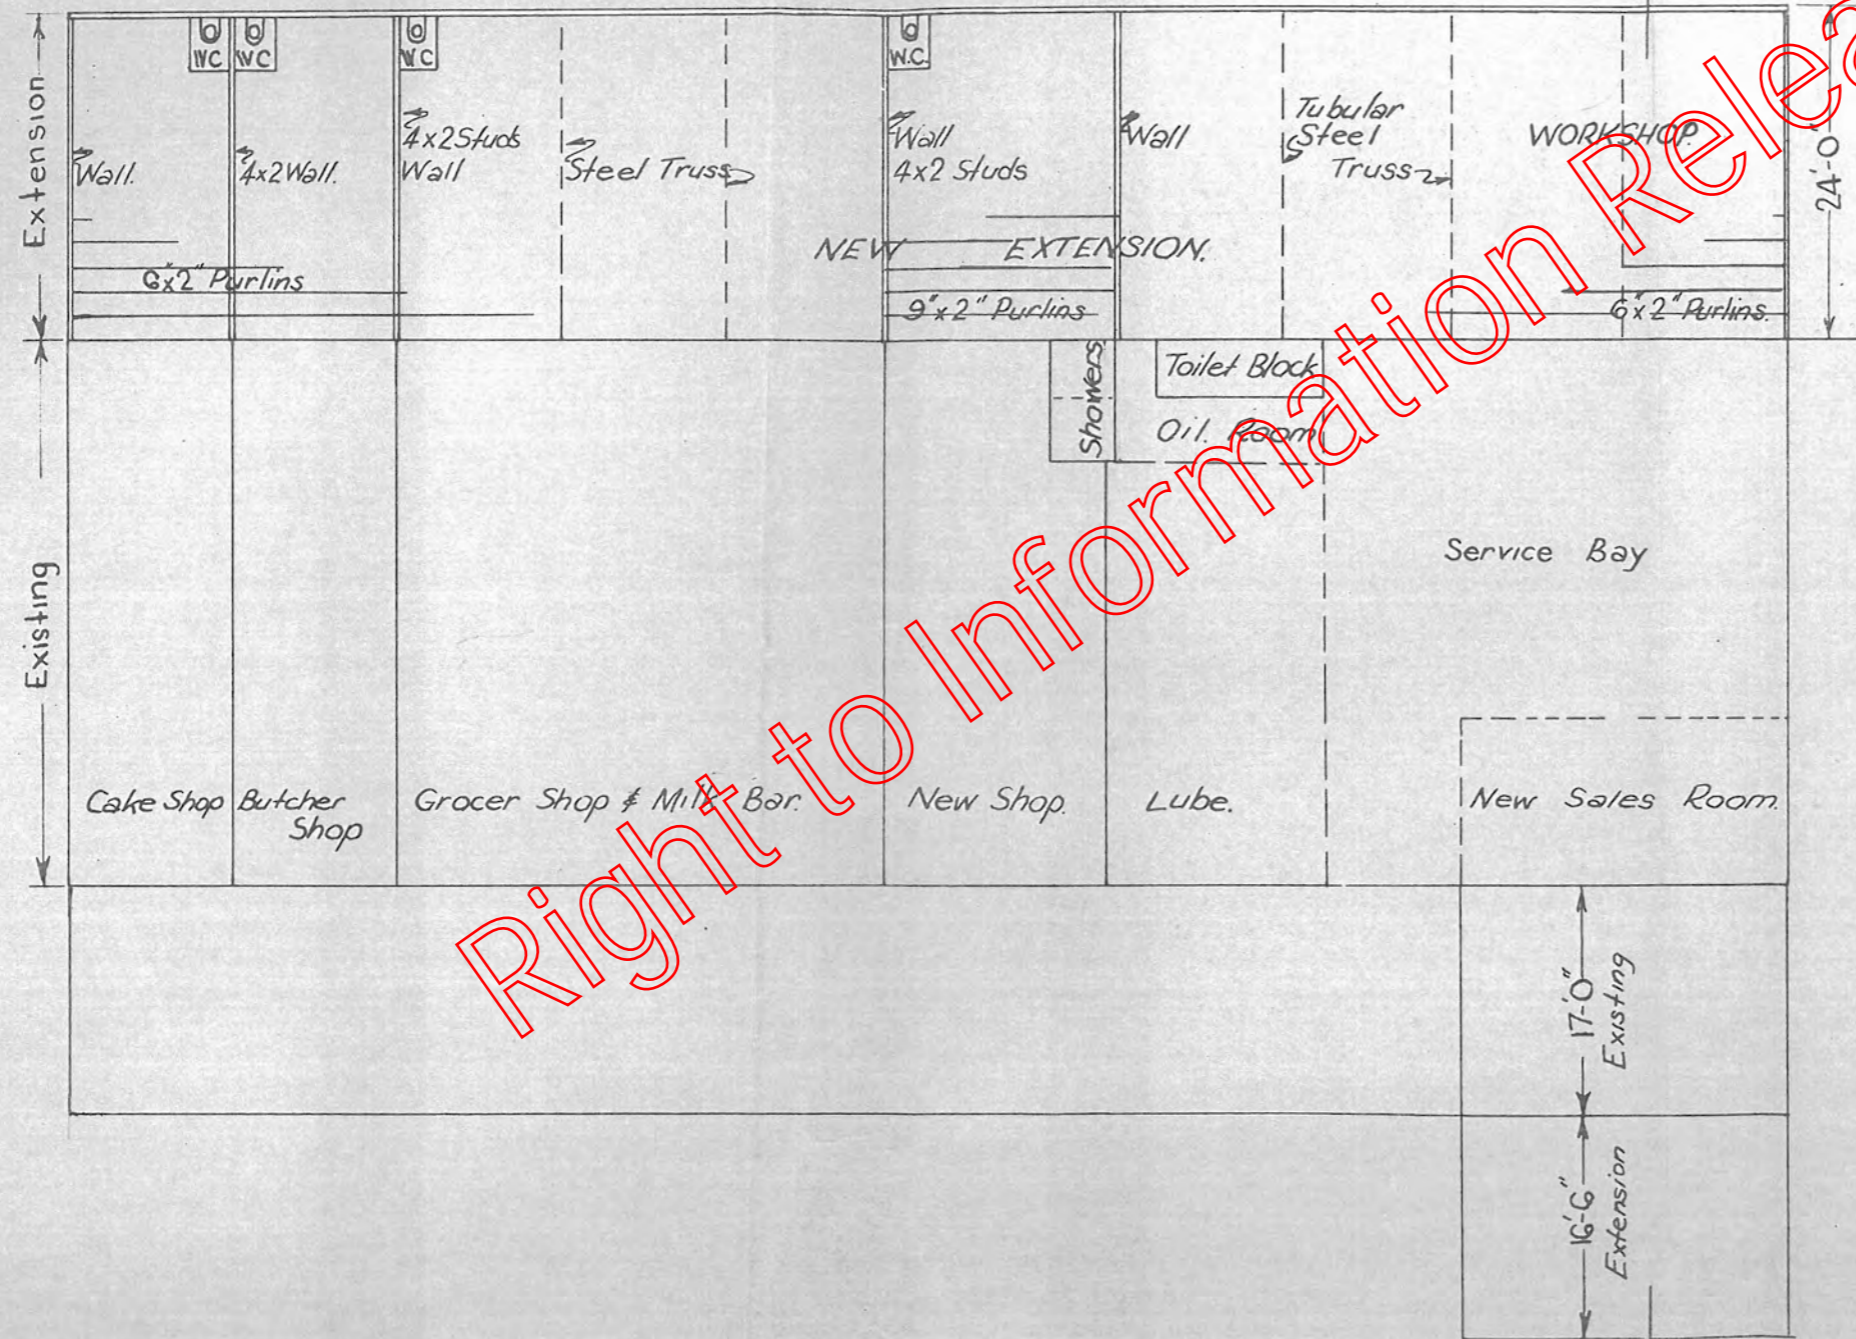 Extension
WC
WC
WC
W.C.
Wall.
4x2 Wall.
4x2 Studs
Wall
Steel Truss
Wall
4x2 Studs
Wall
Tubular
Steel
Truss
WORKSHOP.
24'-0"
NEW EXTENSION.
6"x2" Purlins
9"x2" Purlins
6"x2" Purlins.
Existing
Showers
Toilet Block
Oil. Room
Service Bay
Cake Shop
Butcher
Shop
Grocer Shop & Milk Bar.
New Shop.
Lube.
New Sales Room.
17'-0"
Existing
16'-6"
Extension
Right to Information Relea